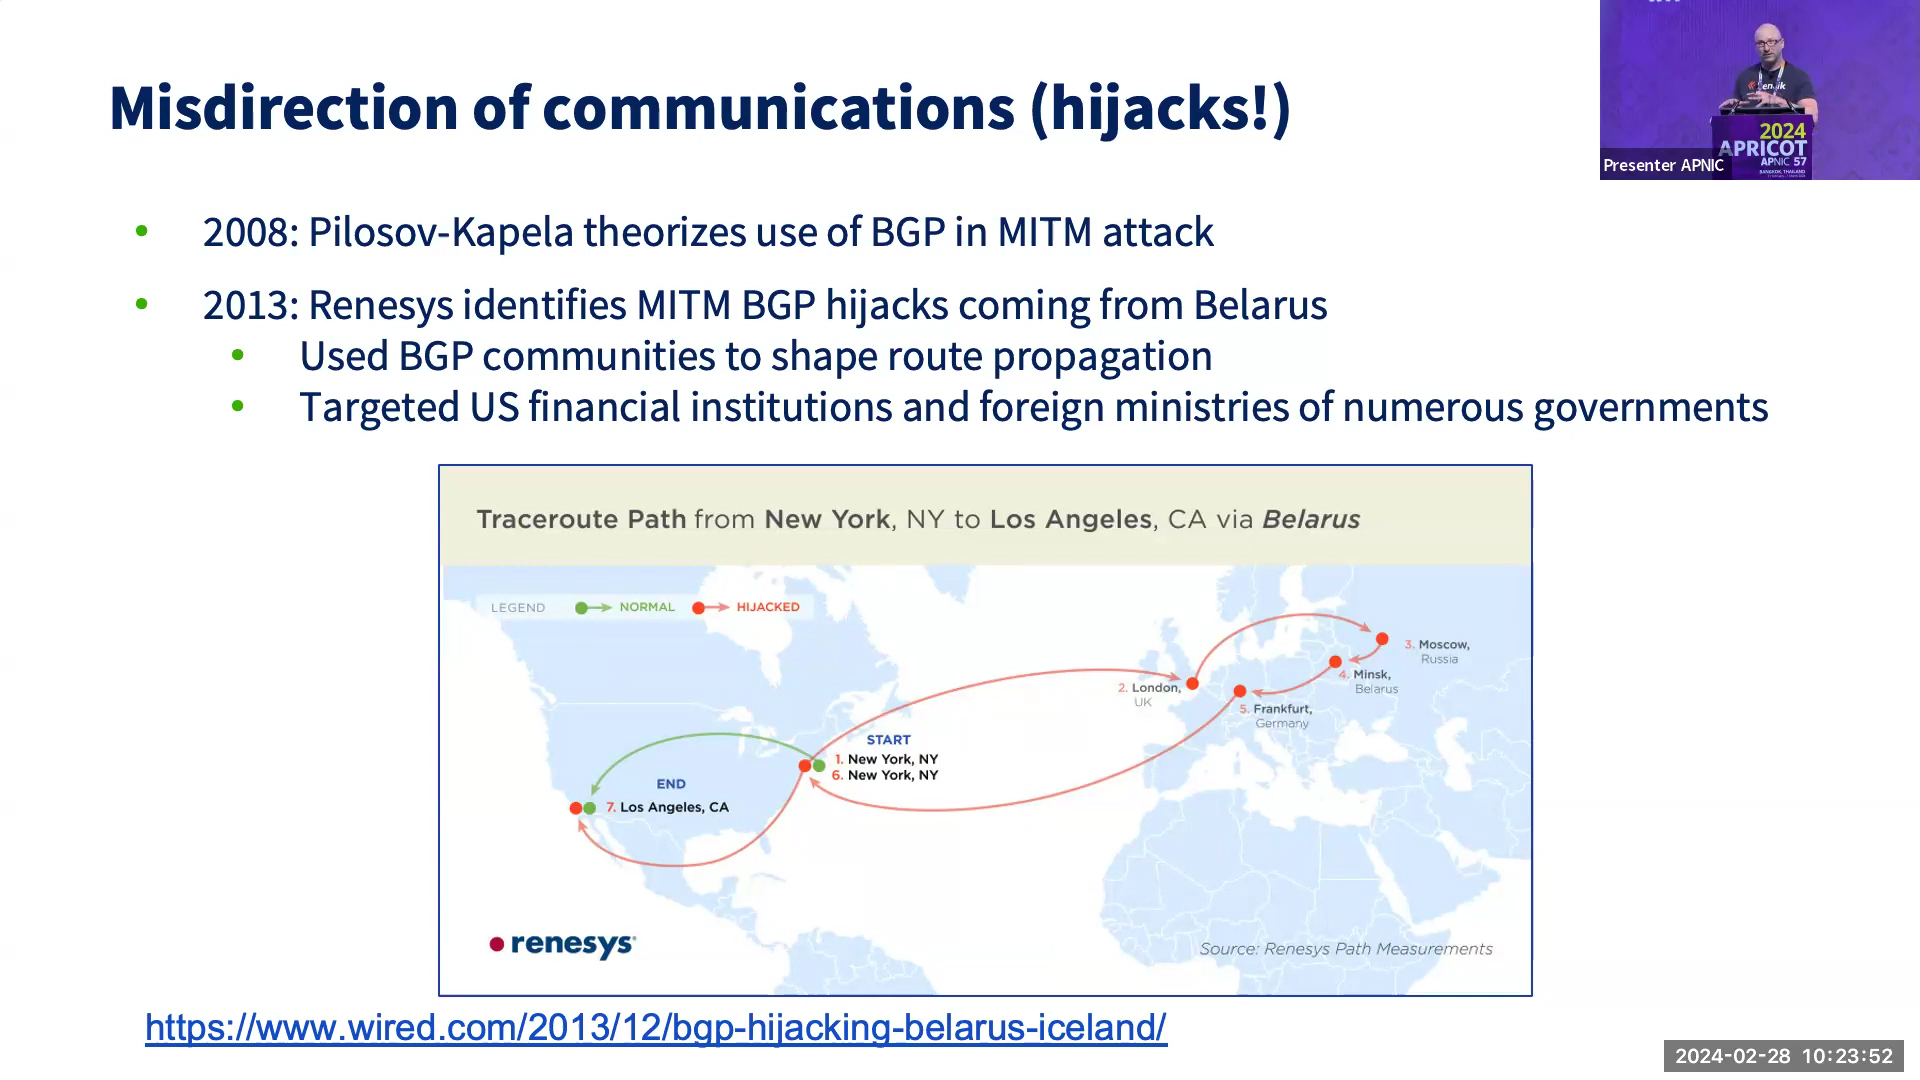 Misdirection of communications (hijacks!)
2024
APRICOT
APNIC 57
BANGKOK, THAILAND
Presenter APNIC
• 2008: Pilosov-Kapela theorizes use of BGP in MITM attack
• 2013: Renesys identifies MITM BGP hijacks coming from Belarus
• Used BGP communities to shape route propagation
• Targeted US financial institutions and foreign ministries of numerous governments
Traceroute Path from New York, NY to Los Angeles, CA via Belarus
LEGEND NORMAL HIJACKED
3. Moscow,
Russia
4. Minsk,
Belarus
2. London,
UK
5. Frankfurt,
Germany
START
1. New York, NY
6. New York, NY
END
7. Los Angeles, CA
renesys
Source: Renesys Path Measurements
https://www.wired.com/2013/12/bgp-hijacking-belarus-iceland/
2024-02-28 10:23:52